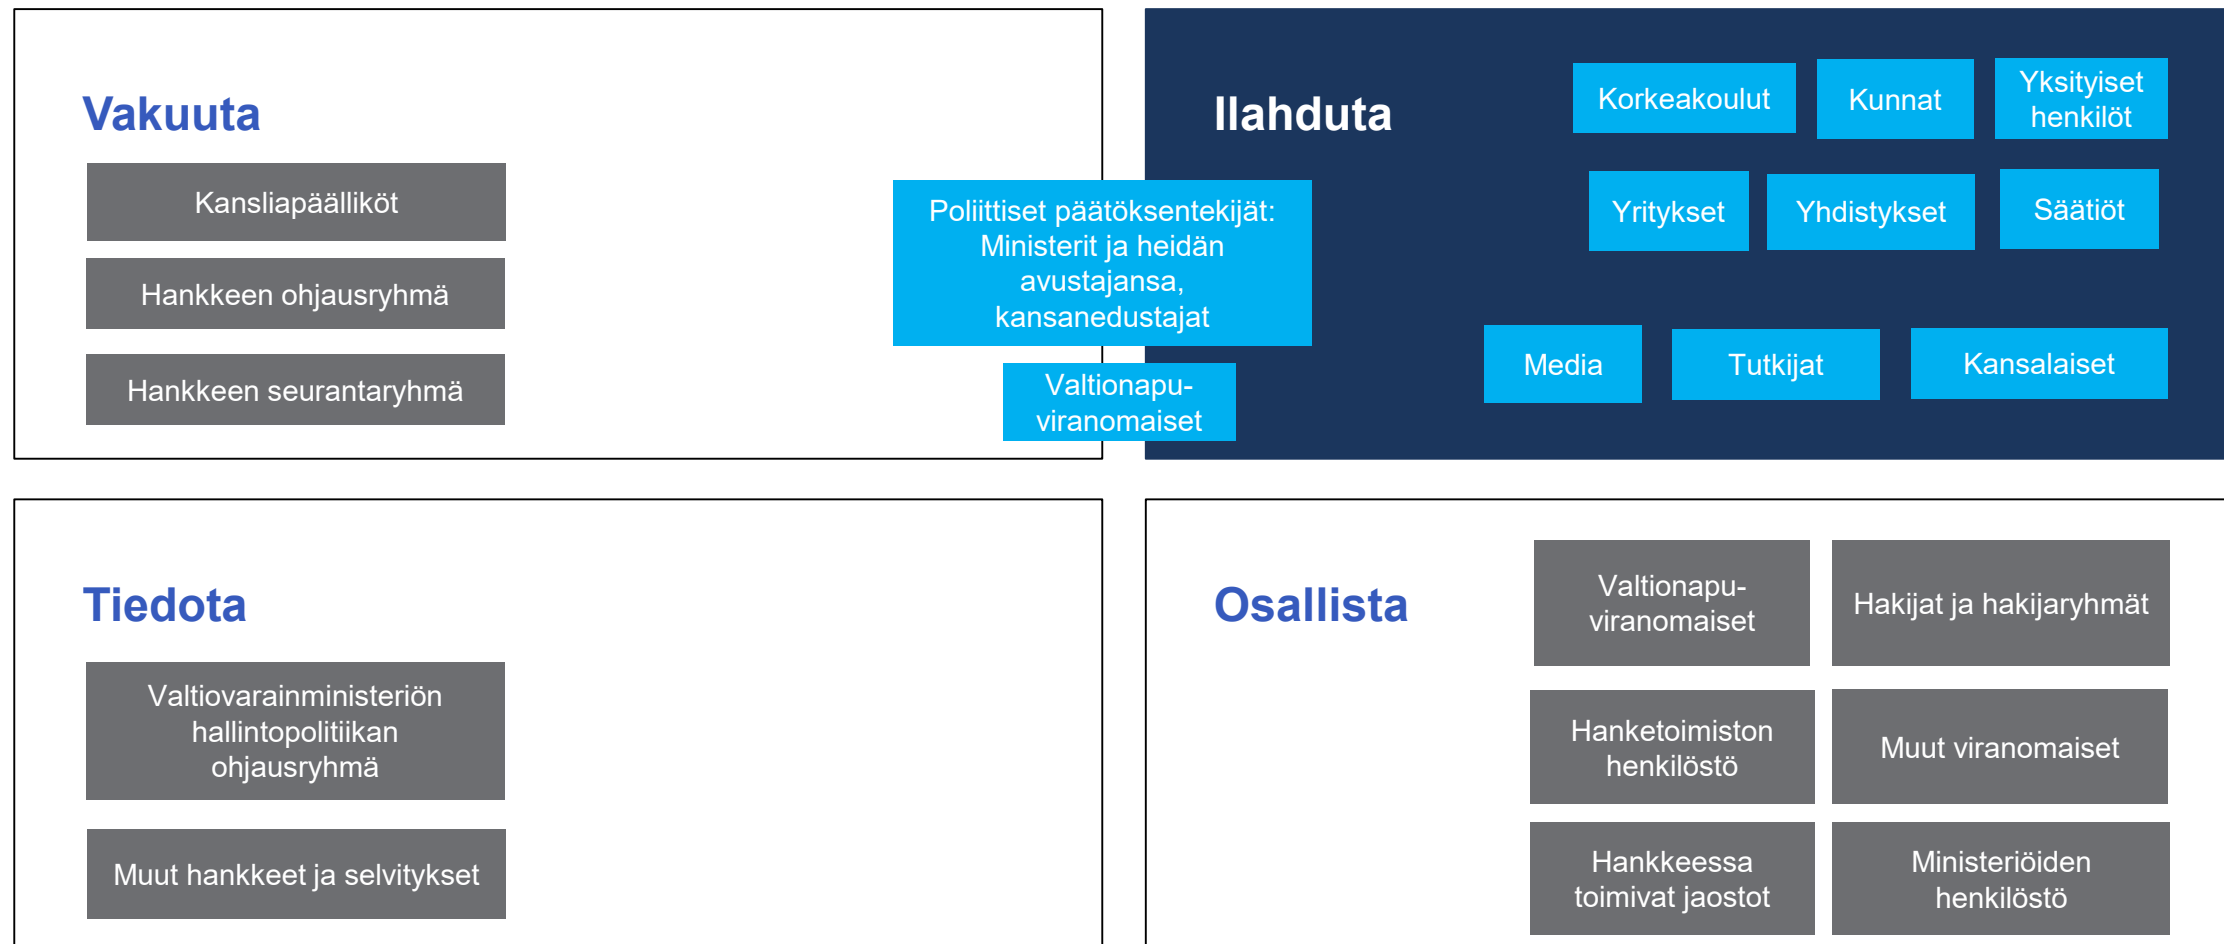 Vakuuta
Kansliapäälliköt
Hankkeen ohjausryhmä
Hankkeen seurantaryhmä
Poliittiset päätöksentekijät:
Ministerit ja heidän
avustajansa,
kansanedustajat
Valtionapu-
viranomaiset
Ilahduta
Korkeakoulut
Kunnat
Yksityiset
henkilöt
Yritykset
Yhdistykset
Säätiöt
Media
Tutkijat
Kansalaiset
Tiedota
Valtiovarainministeriön
hallintopolitiikan
ohjausryhmä
Muut hankkeet ja selvitykset
Osallista
Valtionapu-
viranomaiset
Hakijat ja hakijaryhmät
Hanketoimiston
henkilöstö
Muut viranomaiset
Hankkeessa
toimivat jaostot
Ministeriöiden
henkilöstö